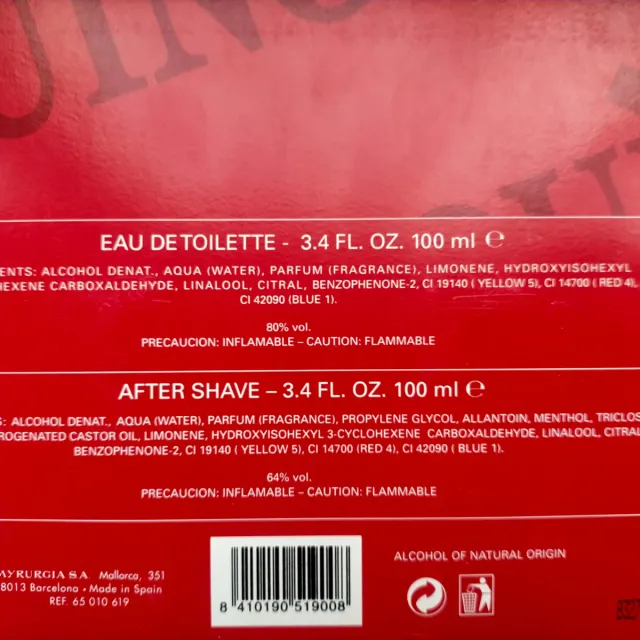 UINO
QUI
EAU DE TOILETTE - 3.4 FL. OZ. 100 ml ℮
ENTS: ALCOHOL DENAT., AQUA (WATER), PARFUM (FRAGRANCE), LIMONENE, HYDROXYISOHEXYL
HEXENE CARBOXALDEHYDE, LINALOOL, CITRAL, BENZOPHENONE-2, CI 19140 ( YELLOW 5), CI 14700 ( RED 4),
CI 42090 (BLUE 1).
80% vol.
PRECAUCION: INFLAMABLE – CAUTION: FLAMMABLE
AFTER SHAVE – 3.4 FL. OZ. 100 ml ℮
S: ALCOHOL DENAT., AQUA (WATER), PARFUM (FRAGRANCE), PROPYLENE GLYCOL, ALLANTOIN, MENTHOL, TRICLOS
ROGENATED CASTOR OIL, LIMONENE, HYDROXYISOHEXYL 3-CYCLOHEXENE CARBOXALDEHYDE, LINALOOL, CITRAL
BENZOPHENONE-2, CI 19140 ( YELLOW 5), CI 14700 (RED 4), CI 42090 ( BLUE 1).
64% vol.
PRECAUCION: INFLAMABLE – CAUTION: FLAMMABLE
MYRURGIA S.A. Mallorca, 351
8013 Barcelona - Made in Spain
REF. 65 010 619
8 410190 519008
ALCOHOL OF NATURAL ORIGIN